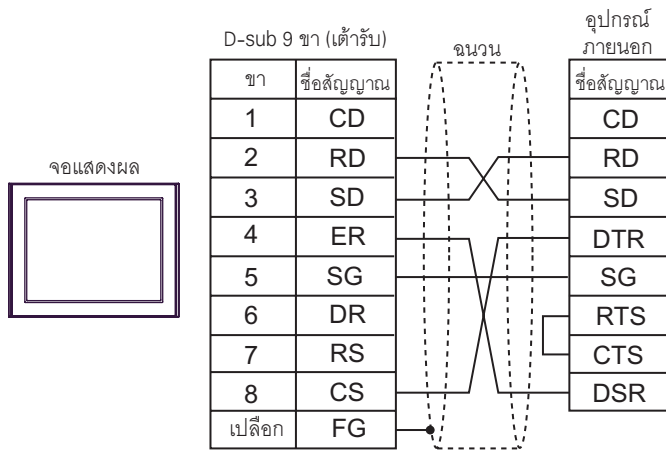 อุปกรณ์
ภายนอก
D-sub 9 ขา (เต้ารับ)
ฉนวน
ขา ชื่อสัญญาณ ชื่อสัญญาณ
1 CD CD
จอแสดงผล
2 RD RD
3 SD SD
4 ER DTR
5 SG SG
6 DR RTS
7 RS CTS
8 CS DSR
เปลือก FG